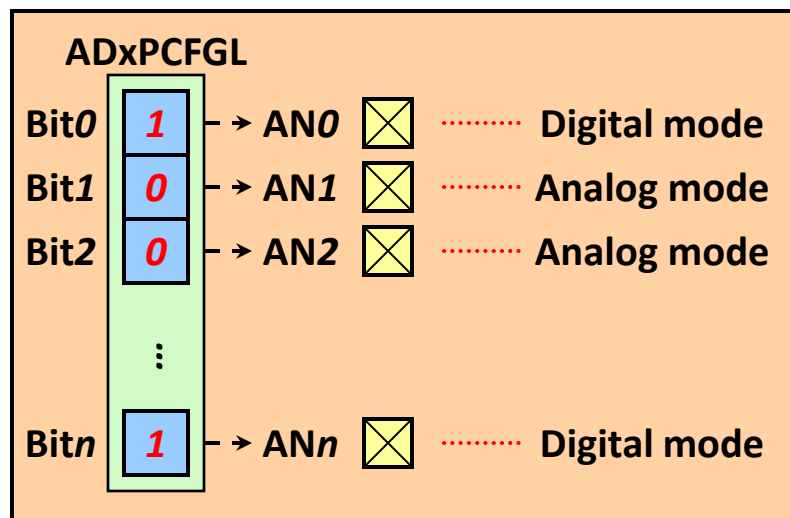 ADxPCFGL
Bit0 1 AN0 Digital mode
Bit1 0 AN1 Analog mode
Bit2 0 AN2 Analog mode
...
Bitn 1 ANn Digital mode